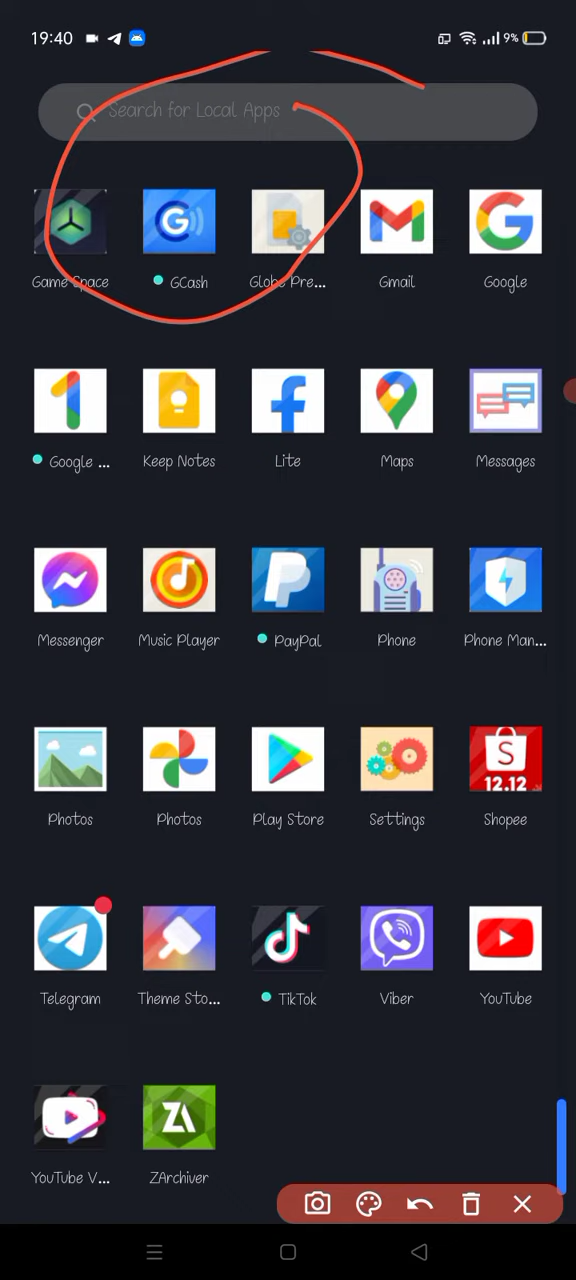 19:40 9%
Search for Local Apps
Game Space GCash Globe Pre... Gmail Google
Google ... Keep Notes Lite Maps Messages
Messenger Music Player PayPal Phone Phone Man...
12.12
Photos Photos Play Store Settings Shopee
Telegram Theme Sto... TikTok Viber YouTube
YouTube V... ZArchiver